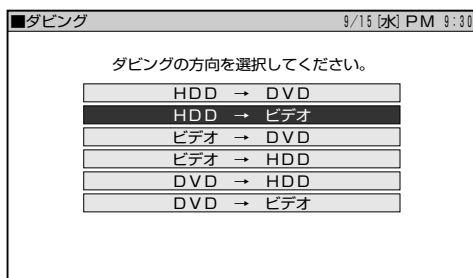 ■ダビング 9/15[水] PM 9:30
ダビングの方向を選択してください。
HDD → DVD
HDD → ビデオ
ビデオ → DVD
ビデオ → HDD
DVD → HDD
DVD → ビデオ